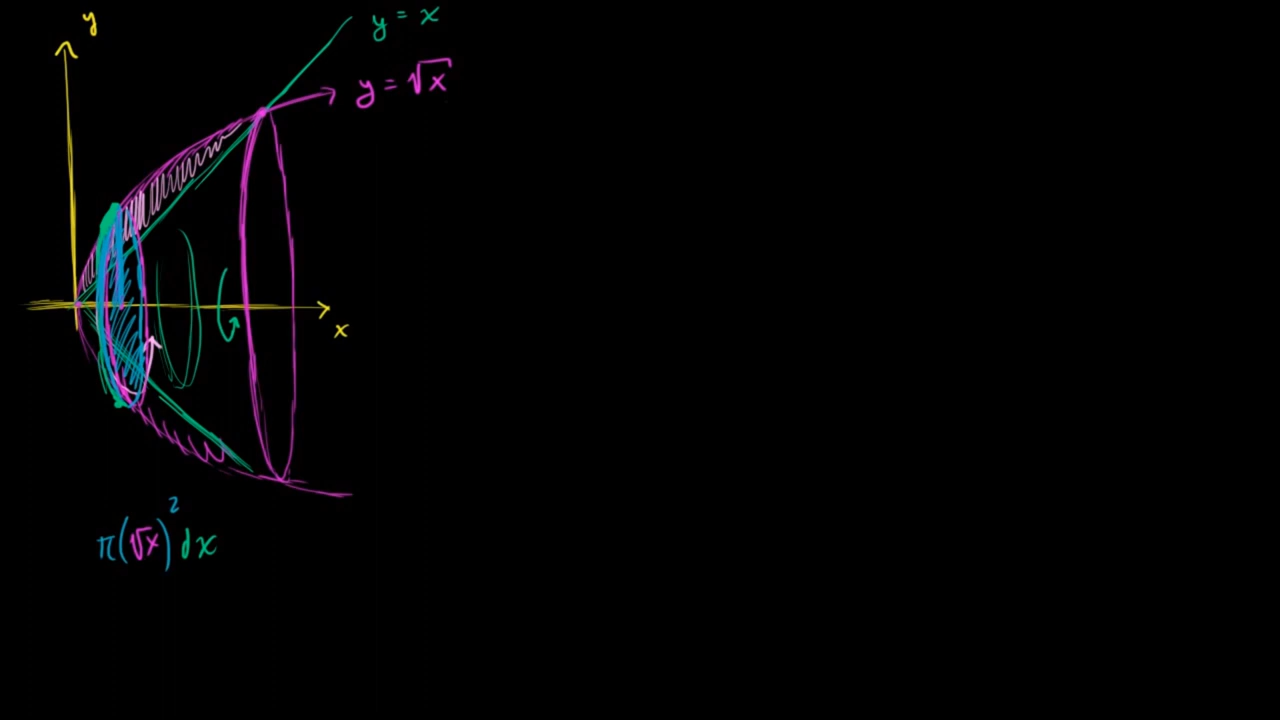 y
y = x
y = √x
x
π(√x)² dx